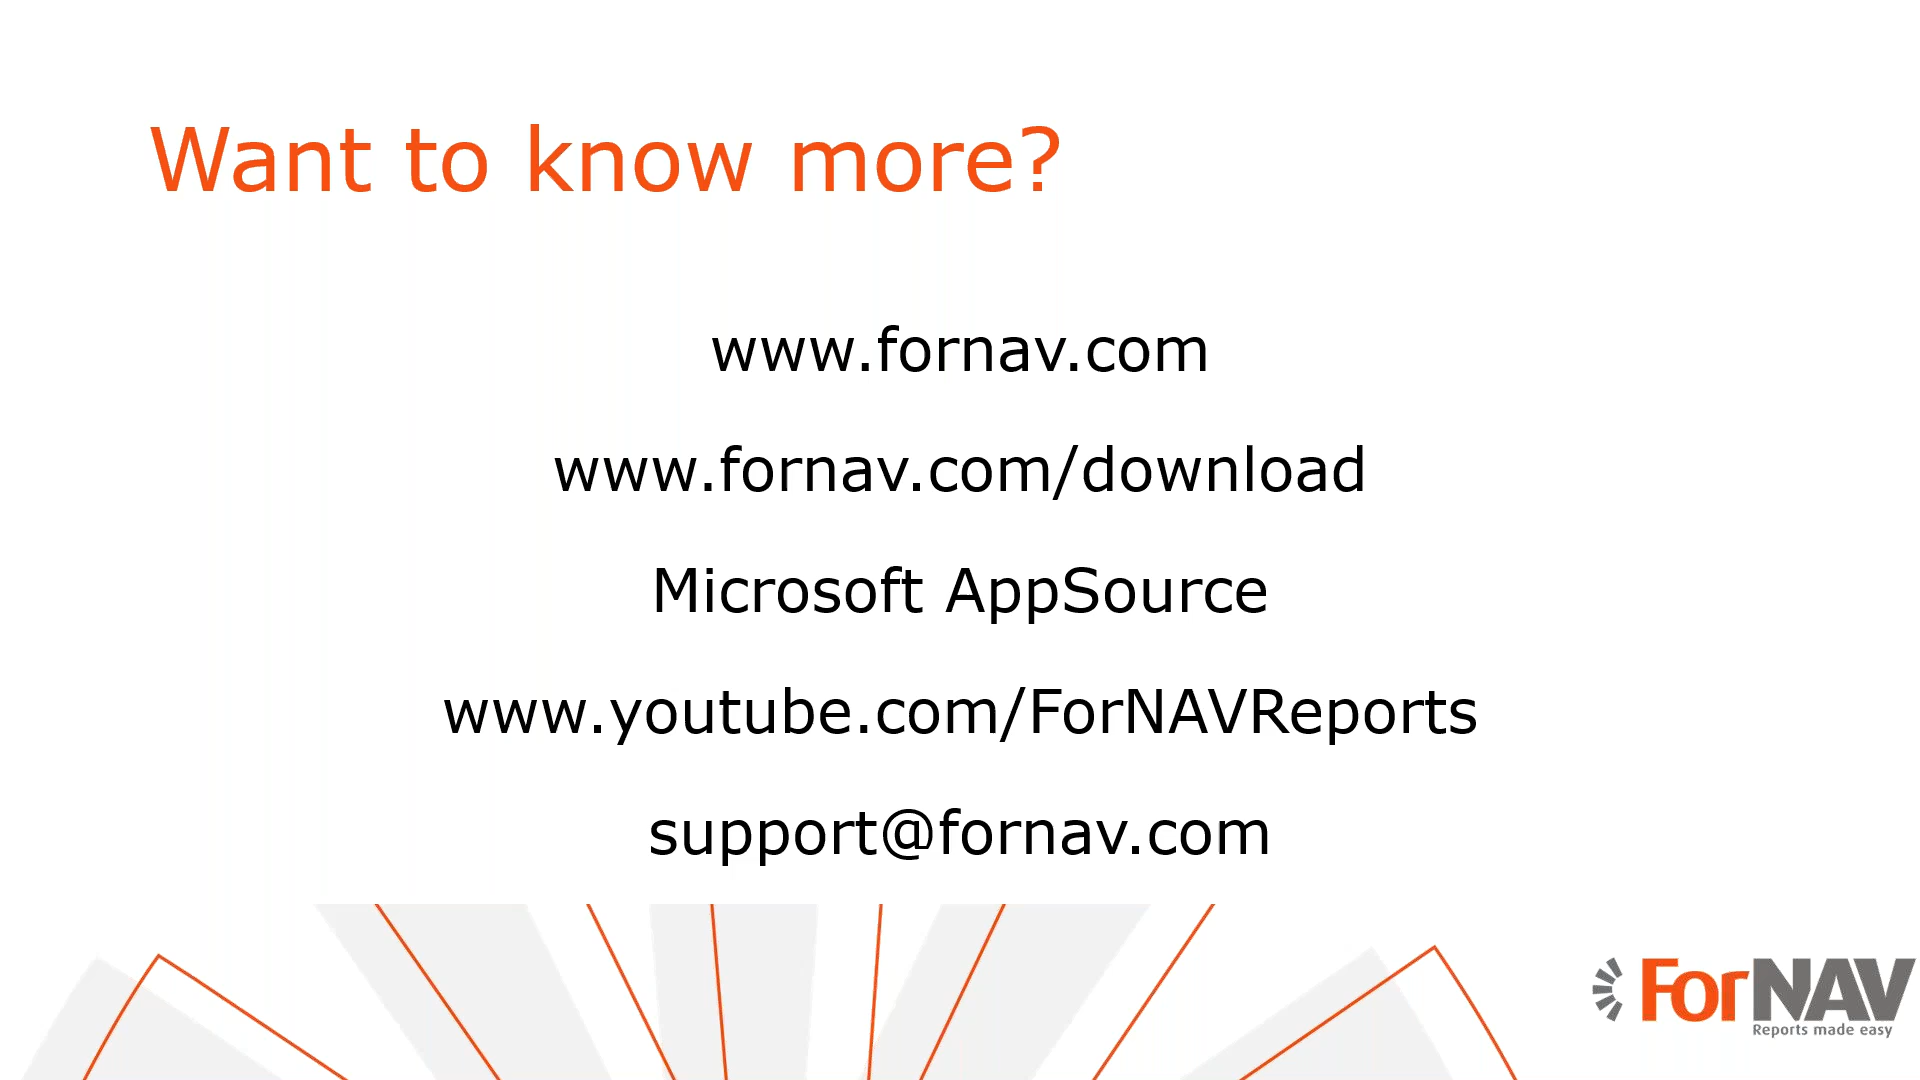 Want to know more?
www.fornav.com
www.fornav.com/download
Microsoft AppSource
www.youtube.com/ForNAVReports
support@fornav.com
ForNAV
Reports made easy